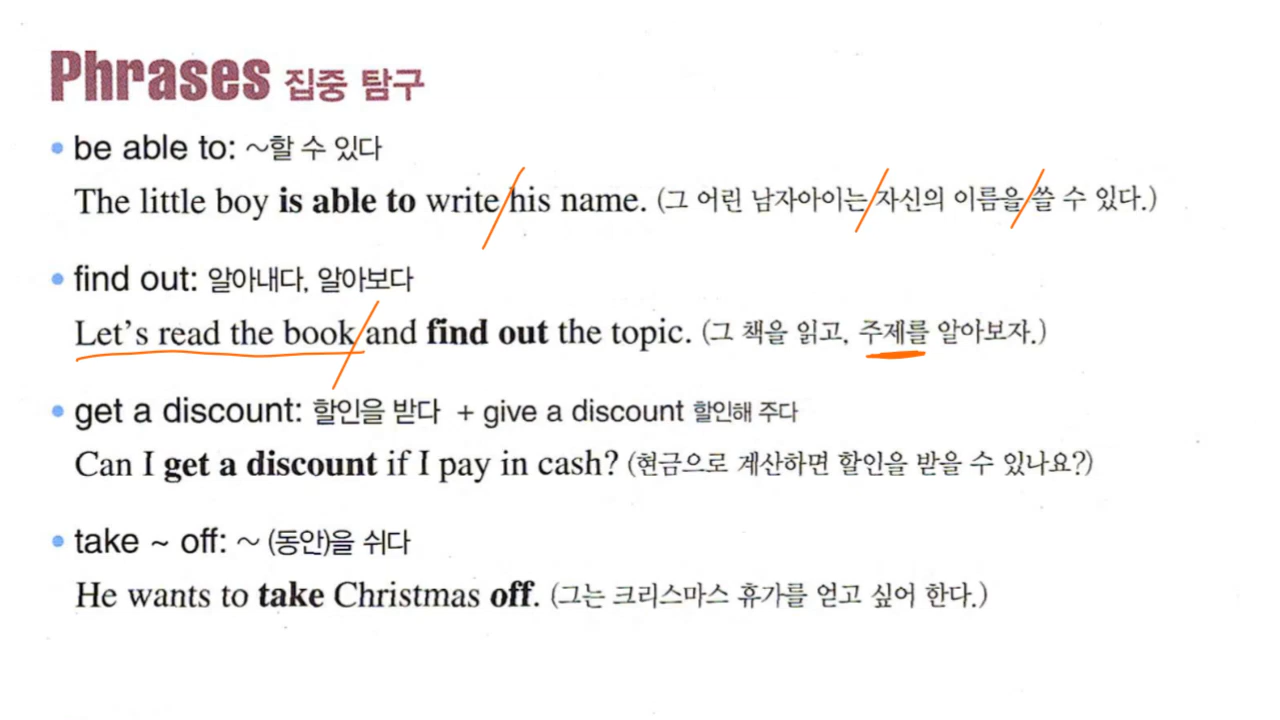 Phrases 집중 탐구
• be able to: ~할 수 있다
The little boy is able to write his name. (그 어린 남자아이는 자신의 이름을 쓸 수 있다.)
• find out: 알아내다, 알아보다
Let's read the book and find out the topic. (그 책을 읽고, 주제를 알아보자.)
• get a discount: 할인을 받다 + give a discount 할인해 주다
Can I get a discount if I pay in cash? (현금으로 계산하면 할인을 받을 수 있나요?)
• take ~ off: ~ (동안)을 쉬다
He wants to take Christmas off. (그는 크리스마스 휴가를 얻고 싶어 한다.)